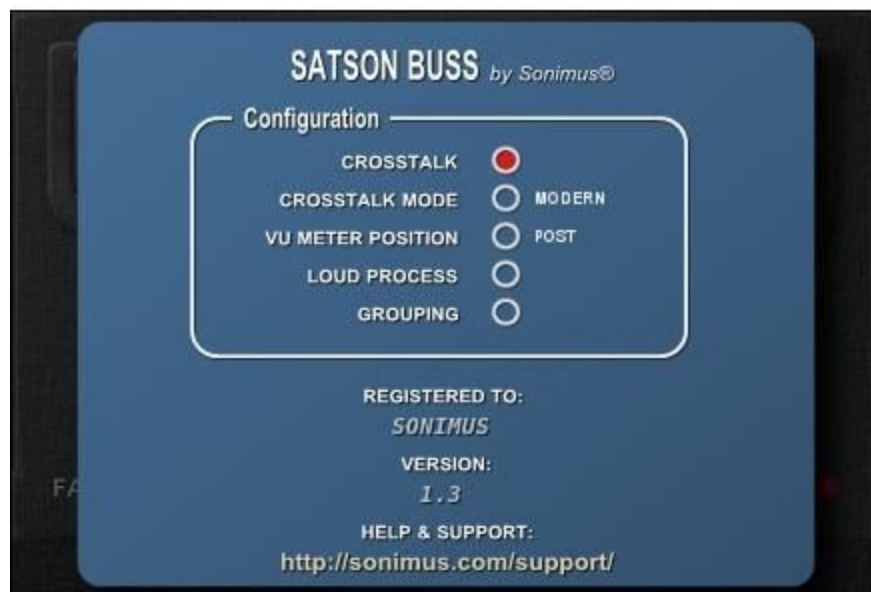 SATSON BUSS by Sonimus®
Configuration
CROSSTALK
CROSSTALK MODE MODERN
VU METER POSITION POST
LOUD PROCESS
GROUPING
REGISTERED TO:
SONIMUS
VERSION:
1.3
HELP & SUPPORT:
http://sonimus.com/support/